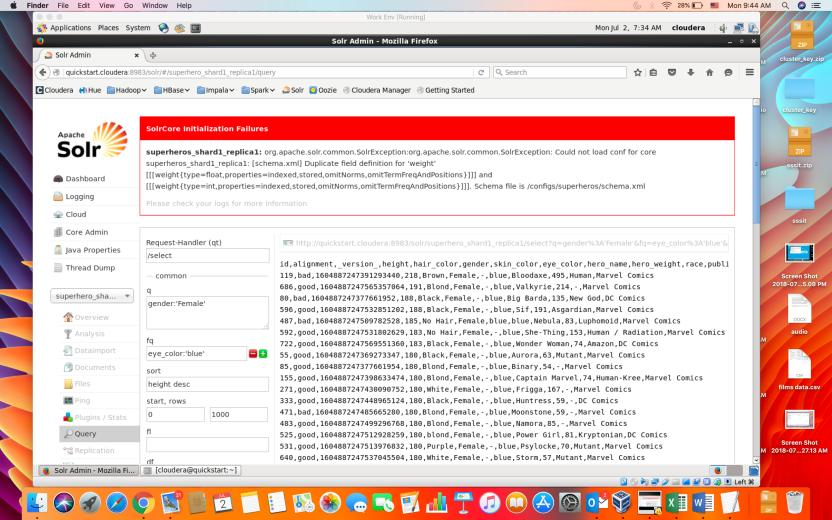 Finder File Edit View Go Window Help
28% Mon 9:44 AM
Work Env [Running]
Applications Places System
Mon Jul 2, 7:34 AM cloudera
Solr Admin - Mozilla Firefox
Solr Admin
quickstart.cloudera:8983/solr/#/superhero_shard1_replica1/query
Search
Cloudera Hue Hadoop HBase Impala Spark Solr Oozie Cloudera Manager Getting Started
Apache
Solr
Dashboard
Logging
Cloud
Core Admin
Java Properties
Thread Dump
superhero_sha...
Overview
Analysis
Dataimport
Documents
Files
Ping
Plugins / Stats
Query
Replication
SolrCore Initialization Failures
superheros_shard1_replica1: org.apache.solr.common.SolrException:org.apache.solr.common.SolrException: Could not load conf for core
superheros_shard1_replica1: [schema.xml] Duplicate field definition for 'weight'
[[[weight{type=float,properties=indexed,stored,omitNorms,omitTermFreqAndPositions}]]] and
[[[weight{type=int,properties=indexed,stored,omitNorms,omitTermFreqAndPositions}]]]. Schema file is /configs/superheros/schema.xml
Please check your logs for more information
Request-Handler (qt)
/select
common
q
gender:'Female'
fq
eye_color:'blue'
sort
height desc
start, rows
0 1000
fl
df
http://quickstart.cloudera:8983/solr/superhero_shard1_replica1/select?q=gender%3A'Female'&fq=eye_color%3A'blue'&
id,alignment,_version_,height,hair_color,gender,skin_color,eye_color,hero_name,hero_weight,race,publi
119,bad,1604887247391293440,218,Brown,Female,-,blue,Bloodaxe,495,Human,Marvel Comics
686,good,1604887247565357064,191,Blond,Female,-,blue,Valkyrie,214,-,Marvel Comics
80,bad,1604887247377661952,188,Black,Female,-,blue,Big Barda,135,New God,DC Comics
596,good,1604887247532851202,188,Black,Female,-,blue,Sif,191,Asgardian,Marvel Comics
487,bad,1604887247509782528,185,No Hair,Female,blue,blue,Nebula,83,Luphomoid,Marvel Comics
592,good,1604887247531802629,183,No Hair,Female,-,blue,She-Thing,153,Human / Radiation,Marvel Comics
722,good,1604887247569551360,183,Black,Female,-,blue,Wonder Woman,74,Amazon,DC Comics
55,good,1604887247369273347,180,Black,Female,-,blue,Aurora,63,Mutant,Marvel Comics
85,good,1604887247377661954,180,Blond,Female,-,blue,Binary,54,-,Marvel Comics
155,good,1604887247398633474,180,Blond,Female,-,blue,Captain Marvel,74,Human-Kree,Marvel Comics
271,good,1604887247430090752,180,White,Female,-,blue,Frigga,167,-,Marvel Comics
333,good,1604887247448965124,180,Black,Female,-,blue,Huntress,59,-,DC Comics
471,bad,1604887247485665280,180,Blond,Female,-,blue,Moonstone,59,-,Marvel Comics
483,good,1604887247499296768,180,Blond,Female,-,blue,Namora,85,-,Marvel Comics
525,good,1604887247512928259,180,blond,Female,-,blue,Power Girl,81,Kryptonian,DC Comics
531,good,1604887247513976832,180,Purple,Female,-,blue,Psylocke,70,Mutant,Marvel Comics
640,good,1604887247537045504,180,White,Female,-,blue,Storm,57,Mutant,Marvel Comics
Solr Admin - Mozilla Fi...
[cloudera@quickstart:~]
Left ⌘
cluster_key.zip
cluster_key
ssslt.zip
sssit
Screen Shot
2018-07...5.09 PM
audio
films data.csv
Screen Shot
2018-07...27.13 AM